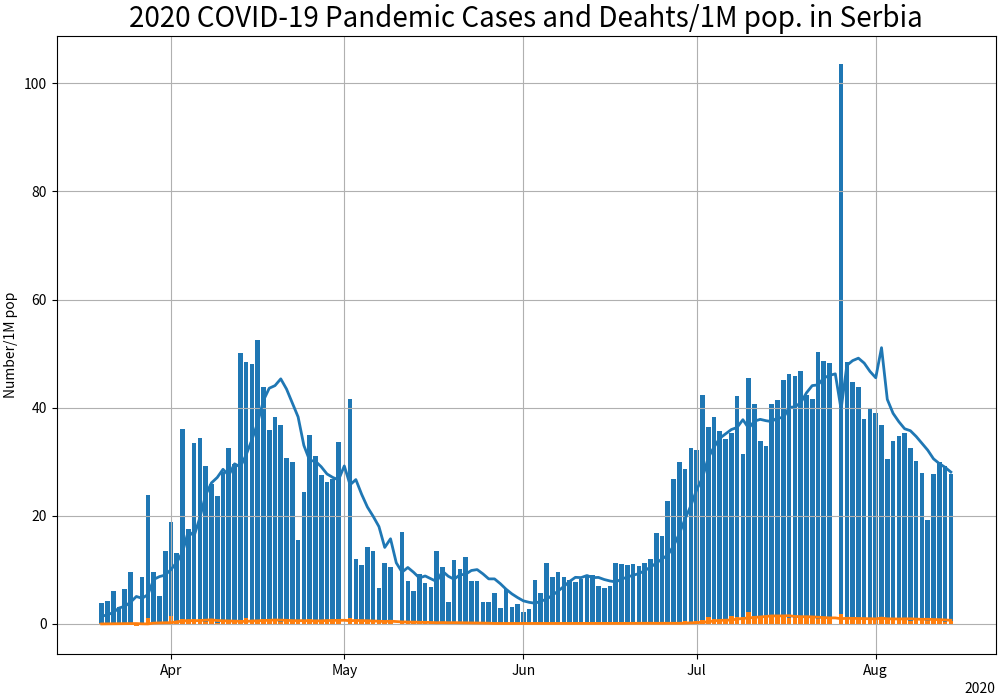 2020 COVID-19 Pandemic Cases and Deahts/1M pop. in Serbia
Number/1M pop
100
80
60
40
20
0
Apr
May
Jun
Jul
Aug
2020